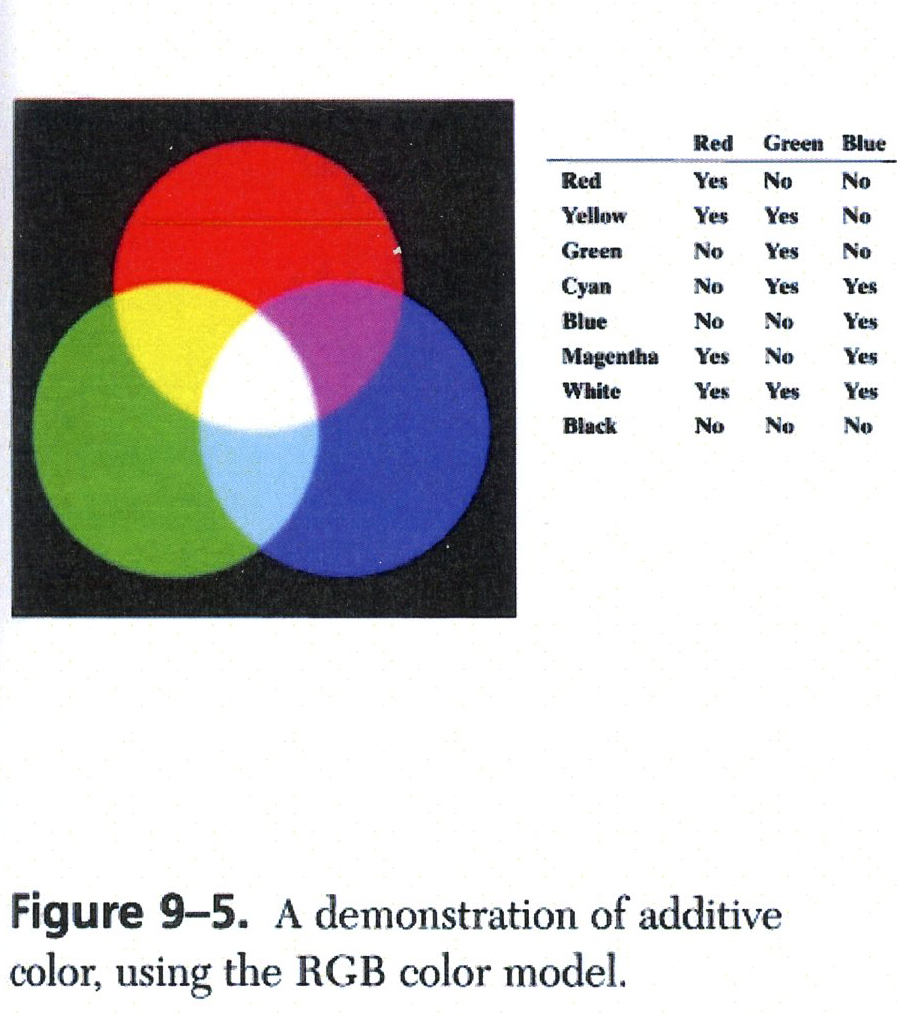 Red Green Blue
Red Yes No No
Yellow Yes Yes No
Green No Yes No
Cyan No Yes Yes
Blue No No Yes
Magentha Yes No Yes
White Yes Yes Yes
Black No No No
Figure 9–5. A demonstration of additive
color, using the RGB color model.